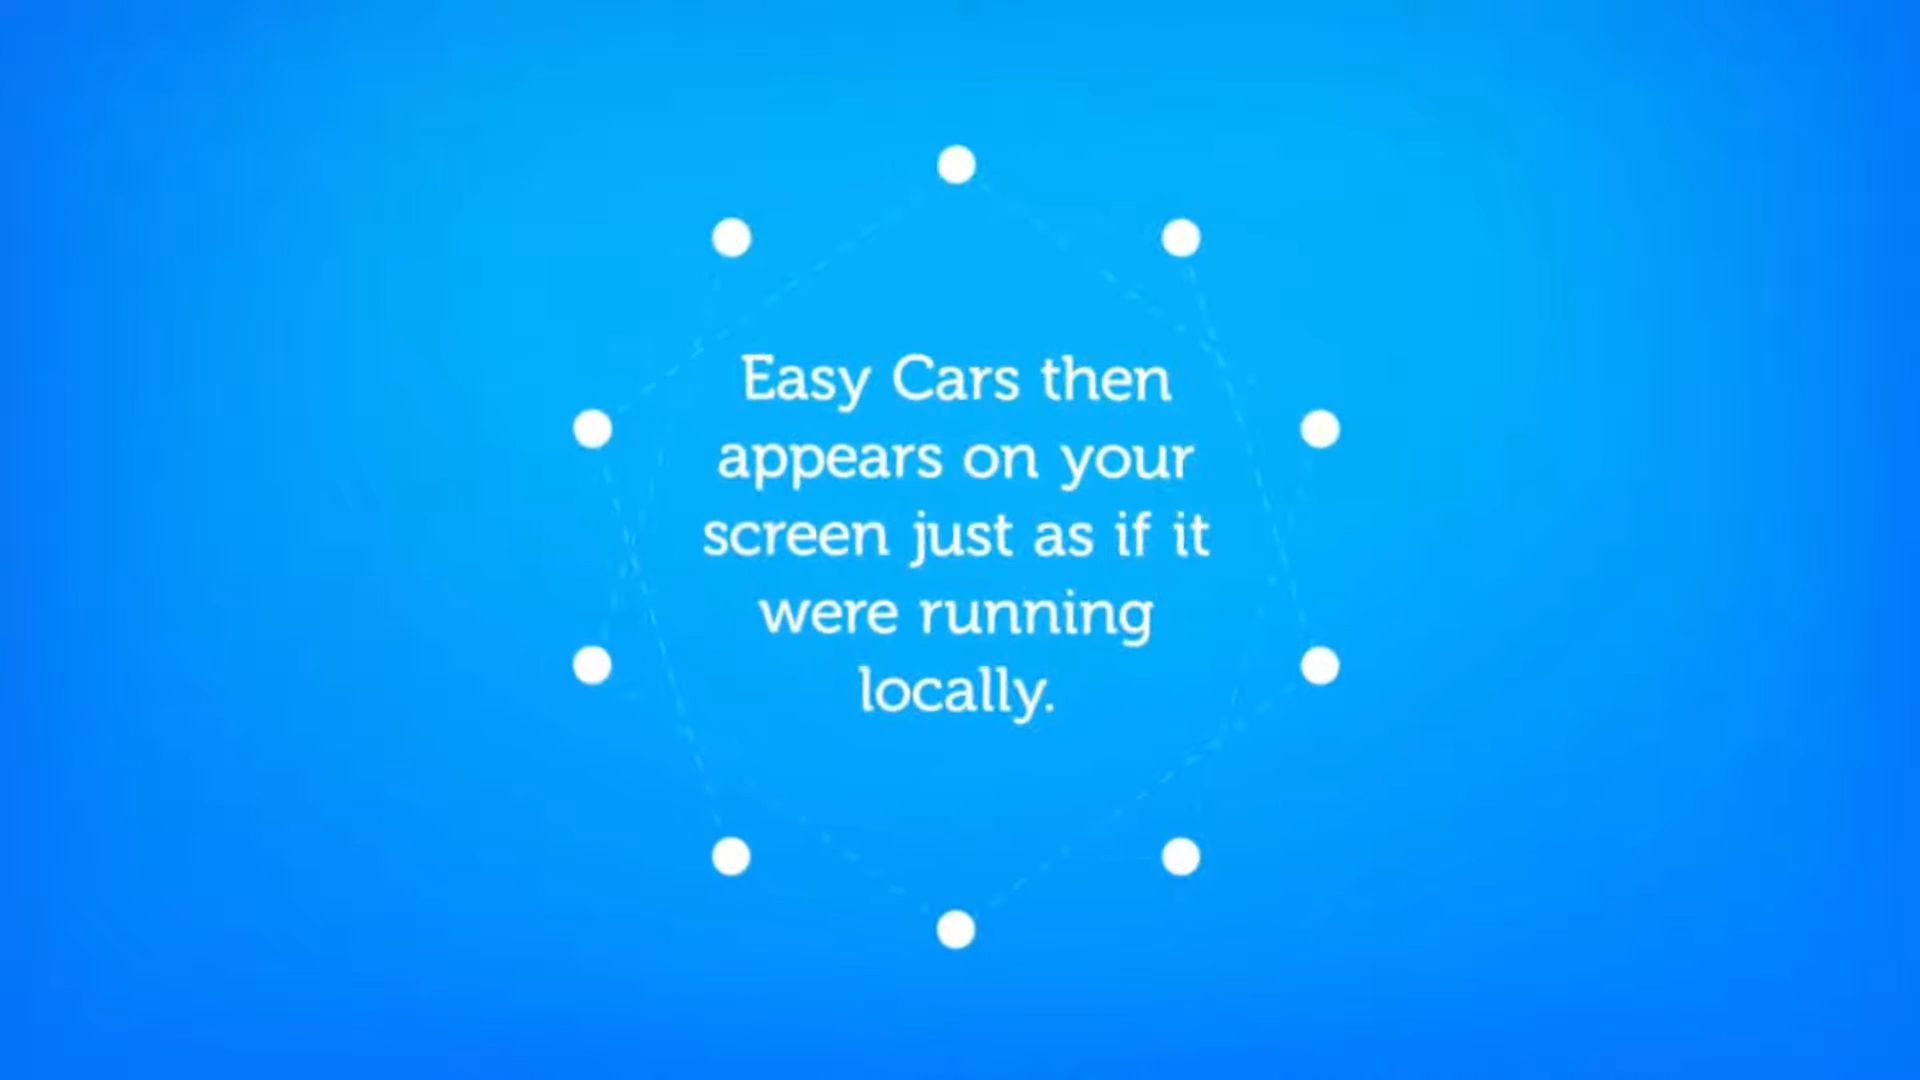 Easy Cars then
appears on your
screen just as if it
were running
locally.